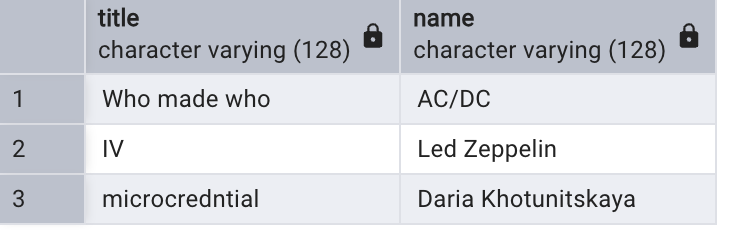 title name
character varying (128) character varying (128)
1 Who made who AC/DC
2 IV Led Zeppelin
3 microcredntial Daria Khotunitskaya